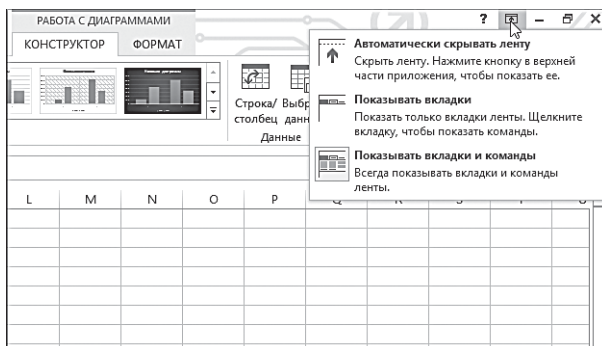 РАБОТА С ДИАГРАММАМИ
?
КОНСТРУКТОР ФОРМАТ
Автоматически скрывать ленту
Скрыть ленту. Нажмите кнопку в верхней
части приложения, чтобы показать ее.
Показывать вкладки
Показать только вкладки ленты. Щелкните
вкладку, чтобы показать команды.
Показывать вкладки и команды
Всегда показывать вкладки и команды
ленты.
Строка/ Выбр
столбец данн
Данные
L M N O P